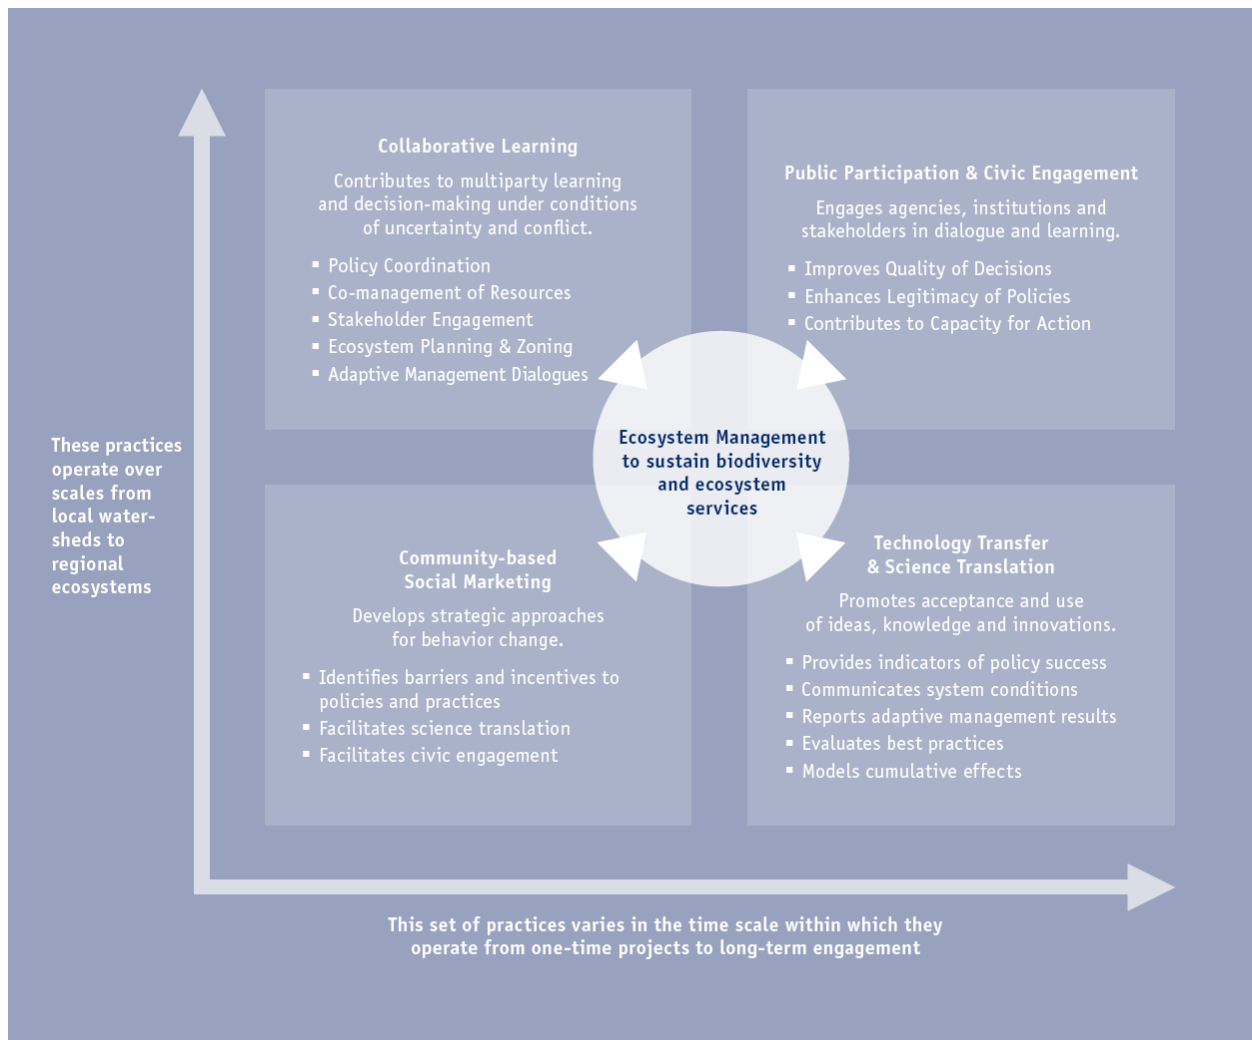 Collaborative Learning
Contributes to multiparty learning
and decision-making under conditions
of uncertainty and conflict.
▪ Policy Coordination
▪ Co-management of Resources
▪ Stakeholder Engagement
▪ Ecosystem Planning & Zoning
▪ Adaptive Management Dialogues
Public Participation & Civic Engagement
Engages agencies, institutions and
stakeholders in dialogue and learning.
▪ Improves Quality of Decisions
▪ Enhances Legitimacy of Policies
▪ Contributes to Capacity for Action
These practices
operate over
scales from
local water-
sheds to
regional
ecosystems
Ecosystem Management
to sustain biodiversity
and ecosystem
services
Community-based
Social Marketing
Develops strategic approaches
for behavior change.
▪ Identifies barriers and incentives to
policies and practices
▪ Facilitates science translation
▪ Facilitates civic engagement
Technology Transfer
& Science Translation
Promotes acceptance and use
of ideas, knowledge and innovations.
▪ Provides indicators of policy success
▪ Communicates system conditions
▪ Reports adaptive management results
▪ Evaluates best practices
▪ Models cumulative effects
This set of practices varies in the time scale within which they
operate from one-time projects to long-term engagement